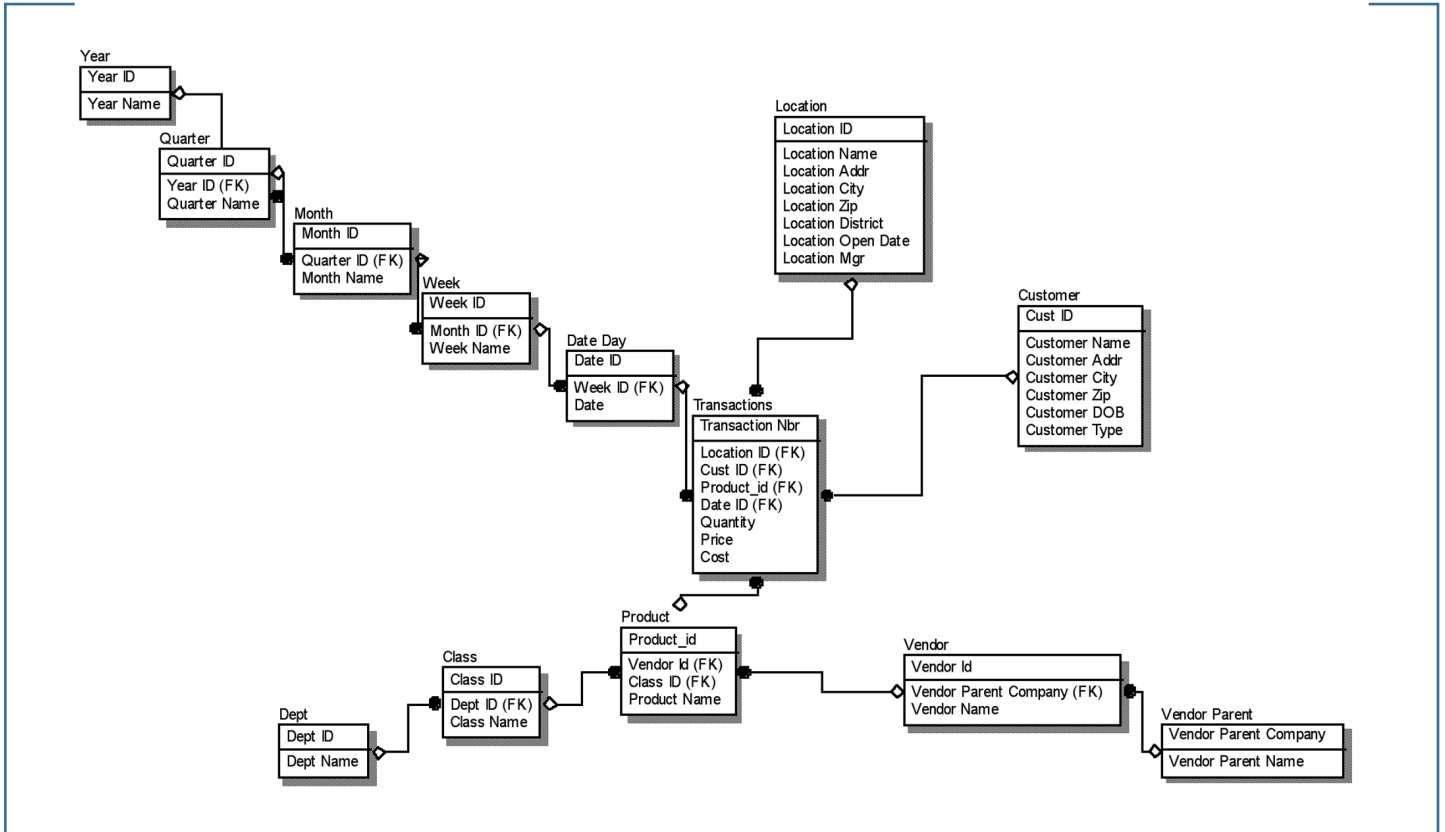 Year
Year ID
Year Name
Quarter
Quarter ID
Year ID (FK)
Quarter Name
Month
Month ID
Quarter ID (FK)
Month Name
Week
Week ID
Month ID (FK)
Week Name
Date Day
Date ID
Week ID (FK)
Date
Location
Location ID
Location Name
Location Addr
Location City
Location Zip
Location District
Location Open Date
Location Mgr
Customer
Cust ID
Customer Name
Customer Addr
Customer City
Customer Zip
Customer DOB
Customer Type
Transactions
Transaction Nbr
Location ID (FK)
Cust ID (FK)
Product_id (FK)
Date ID (FK)
Quantity
Price
Cost
Product
Product_id
Vendor Id (FK)
Class ID (FK)
Product Name
Class
Class ID
Dept ID (FK)
Class Name
Dept
Dept ID
Dept Name
Vendor
Vendor Id
Vendor Parent Company (FK)
Vendor Name
Vendor Parent
Vendor Parent Company
Vendor Parent Name